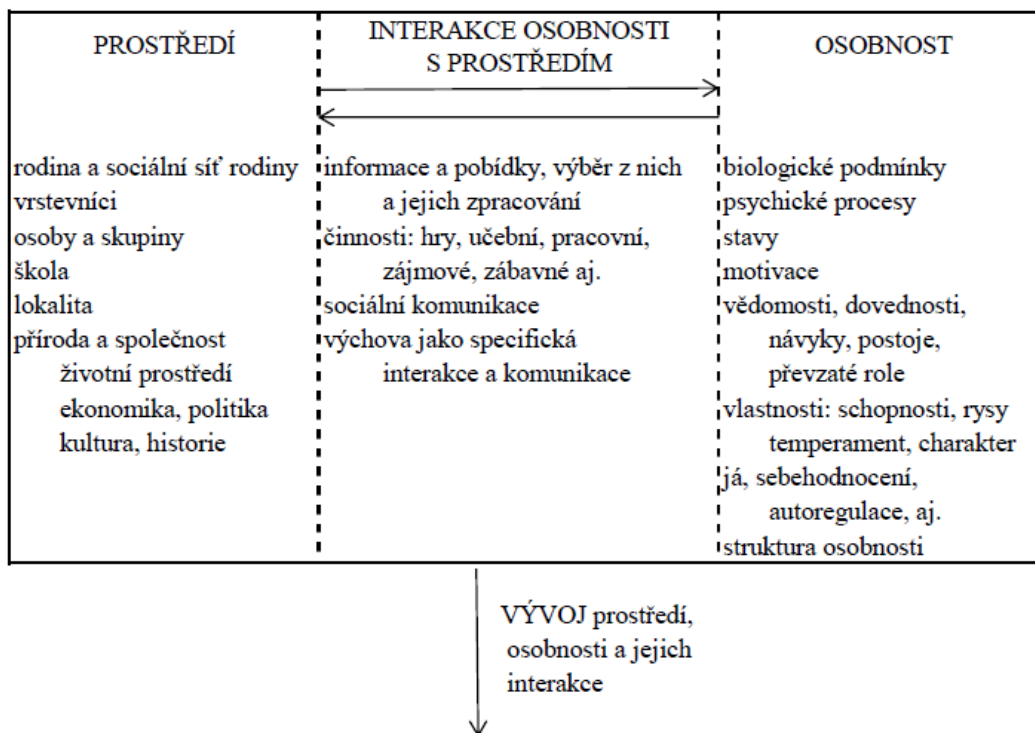 PROSTŘEDÍ
INTERAKCE OSOBNOSTI
S PROSTŘEDÍM
OSOBNOST
rodina a sociální síť rodiny
vrstevníci
osoby a skupiny
škola
lokalita
příroda a společnost
životní prostředí
ekonomika, politika
kultura, historie
informace a pobídky, výběr z nich
a jejich zpracování
činnosti: hry, učební, pracovní,
zájmové, zábavné aj.
sociální komunikace
výchova jako specifická
interakce a komunikace
biologické podmínky
psychické procesy
stavy
motivace
vědomosti, dovednosti,
návyky, postoje,
převzaté role
vlastnosti: schopnosti, rysy
temperament, charakter
já, sebehodnocení,
autoregulace, aj.
struktura osobnosti
VÝVOJ prostředí,
osobnosti a jejich
interakce